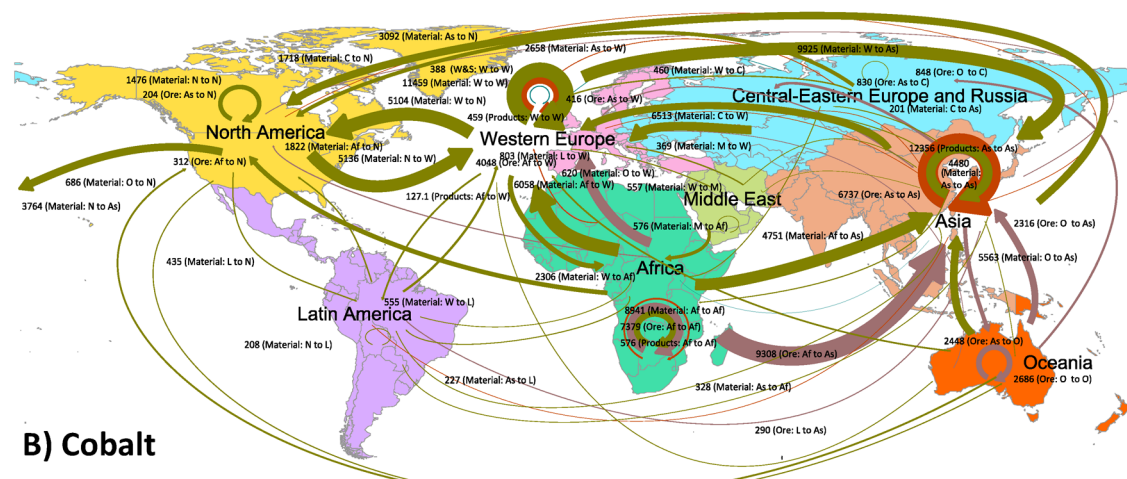 3092 (Material: As to N)
1718 (Material: C to N)
2658 (Material: As to W)
9925 (Material: W to As)
388 (W&S: W to W)
460 (Material: W to C)
848 (Ore: O to C)
1476 (Material: N to N)
11459 (Material: W to W)
830 (Ore: As to C)
204 (Ore: As to N)
5104 (Material: W to N)
416 (Ore: As to W)
Central-Eastern Europe and Russia
201 (Material: C to As)
459 (Products: W to W)
6513 (Material: C to W)
North America
Western Europe
1822 (Material: Af to N)
369 (Material: M to W)
12356 (Products: As to As)
5136 (Material: N to W)
803 (Material: L to W)
312 (Ore: Af to N)
4048 (Ore: Af to W)
4480
(Material:
As to As)
620 (Material: O to W)
686 (Material: O to N)
6058 (Material: Af to W)
557 (Material: W to M)
6737 (Ore: As to As)
127.1 (Products: Af to W)
Middle East
3764 (Material: N to As)
Asia
2316 (Ore: O to As)
576 (Material: M to Af)
4751 (Material: Af to As)
435 (Material: L to N)
5563 (Material: O to As)
Africa
2306 (Material: W to Af)
555 (Material: W to L)
8941 (Material: Af to Af)
Latin America
7379 (Ore: Af to Af)
576 (Products: Af to Af)
2448 (Ore: As to O)
208 (Material: N to L)
9308 (Ore: Af to As)
Oceania
227 (Material: As to L)
328 (Material: As to Af)
2686 (Ore: O to O)
290 (Ore: L to As)
B) Cobalt